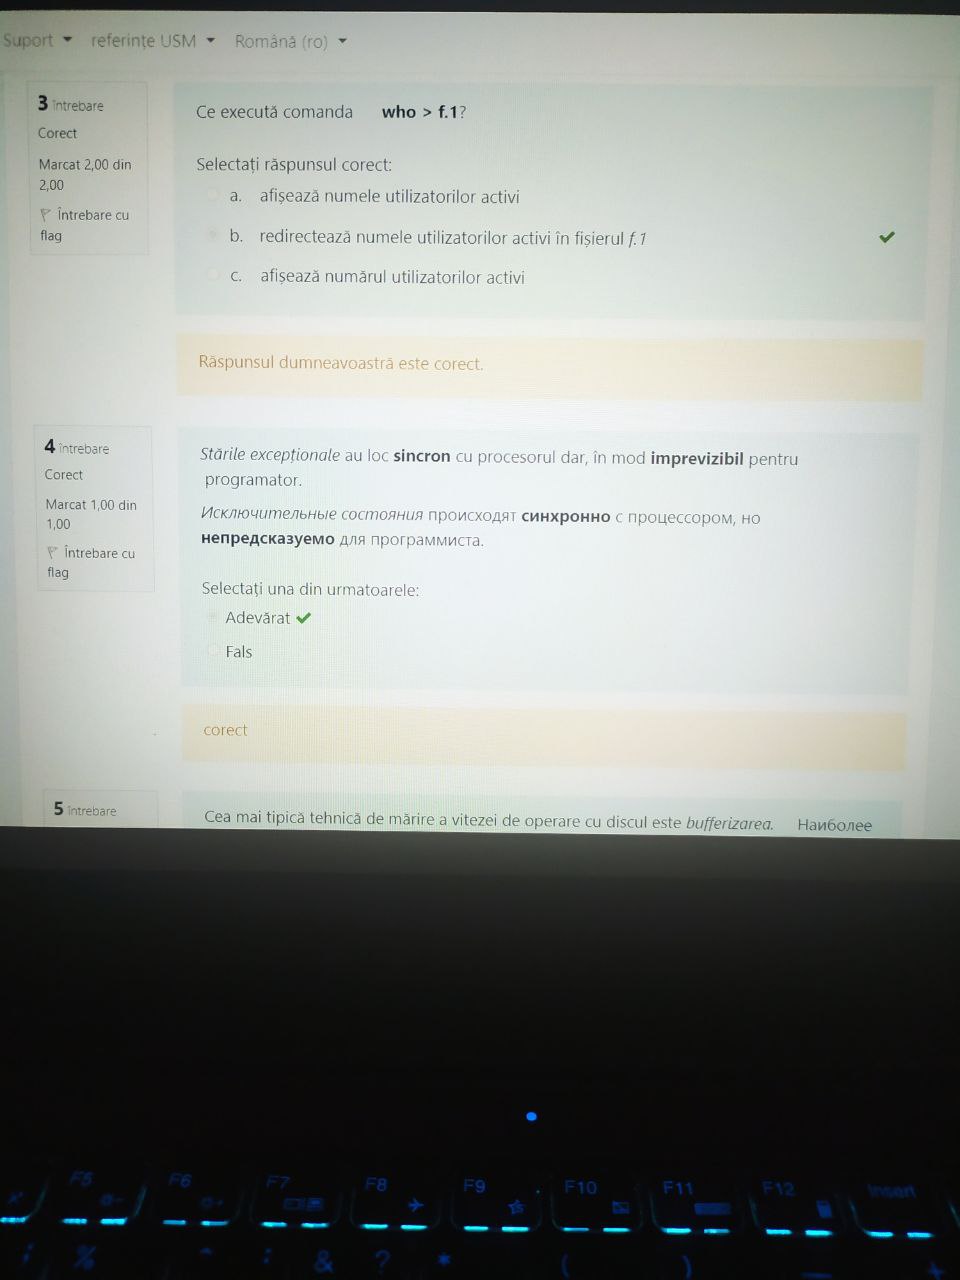 Suport referințe USM Română (ro)
3 întrebare
Corect
Marcat 2,00 din
2,00
Întrebare cu
flag
Ce execută comanda who > f.1?
Selectați răspunsul corect:
a. afișează numele utilizatorilor activi
b. redirectează numele utilizatorilor activi în fișierul f.1
c. afișează numărul utilizatorilor activi
Răspunsul dumneavoastră este corect.
4 întrebare
Corect
Marcat 1,00 din
1,00
Întrebare cu
flag
Stările excepționale au loc sincron cu procesorul dar, în mod imprevizibil pentru
programator.
Исключительные состояния происходят синхронно с процессором, но
непредсказуемо для программиста.
Selectați una din urmatoarele:
Adevărat
Fals
corect
5 întrebare
Cea mai tipică tehnică de mărire a vitezei de operare cu discul este bufferizarea. Наиболее
F5 F6 F7 F8 F9 F10 F11 F12 Insert
; % ^ : & ? * ( ) +